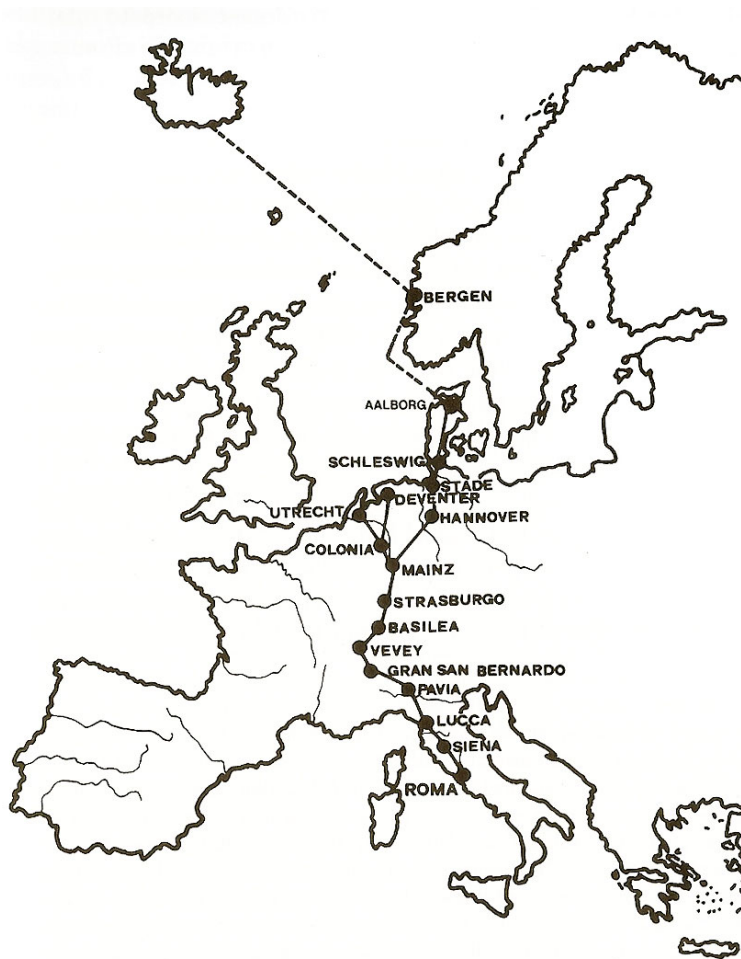 BERGEN
AALBORG
SCHLESWIG
STADE
DEVENTER
UTRECHT
HANNOVER
COLONIA
MAINZ
STRASBURGO
BASILEA
VEVEY
GRAN SAN BERNARDO
PAVIA
LUCCA
SIENA
ROMA